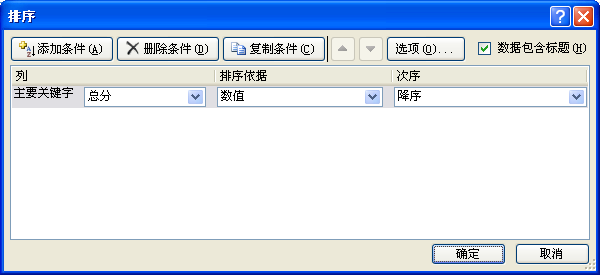 排序
添加条件(A) 删除条件(D) 复制条件(C) 选项(O)... 数据包含标题(H)
列 排序依据 次序
主要关键字 总分 数值 降序
确定 取消